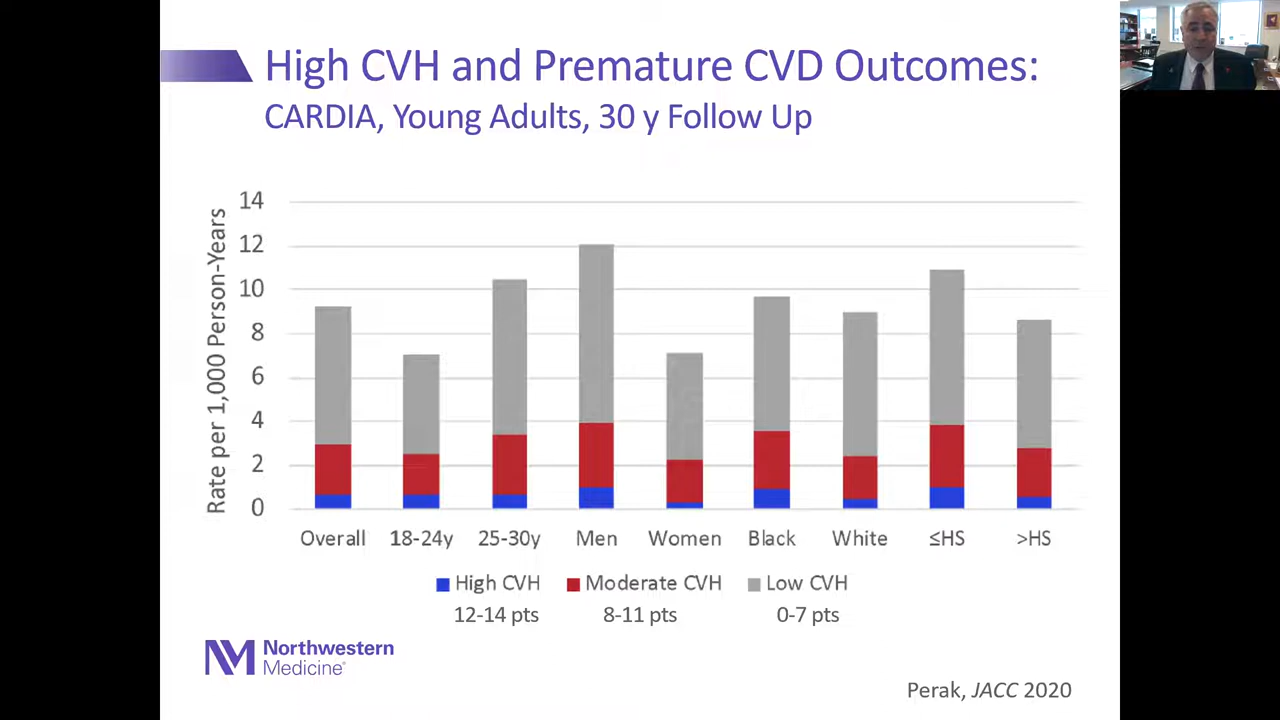 High CVH and Premature CVD Outcomes:
CARDIA, Young Adults, 30 y Follow Up
Rate per 1,000 Person-Years
14
12
10
8
6
4
2
0
Overall 18-24y 25-30y Men Women Black White ≤HS >HS
High CVH Moderate CVH Low CVH
12-14 pts 8-11 pts 0-7 pts
NM Northwestern
Medicine®
Perak, JACC 2020